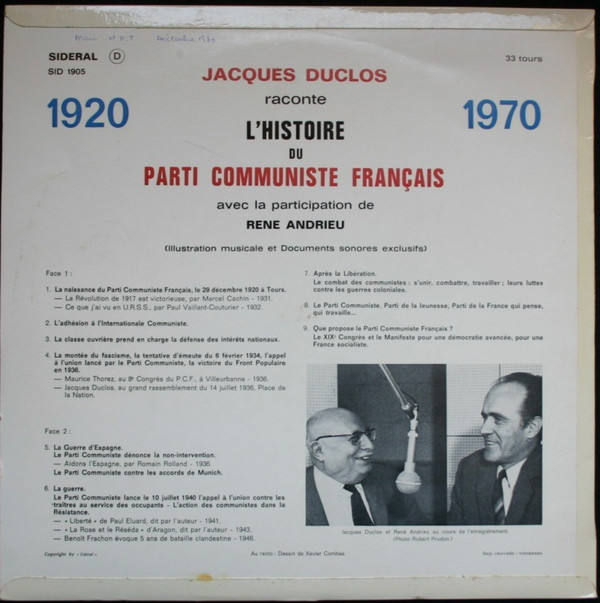 SIDERAL D
SID 1905
33 tours
JACQUES DUCLOS
raconte
1920
1970
L'HISTOIRE
DU
PARTI COMMUNISTE FRANÇAIS
avec la participation de
RENE ANDRIEU
(Illustration musicale et Documents sonores exclusifs)
Face 1 :
1. La naissance du Parti Communiste Français, le 29 décembre 1920 à Tours.
— La Révolution de 1917 est victorieuse, par Marcel Cachin - 1931.
— Ce que j'ai vu en U.R.S.S., par Paul Vaillant-Couturier - 1932.
2. L'adhésion à l'Internationale Communiste.
3. La classe ouvrière prend en charge la défense des intérêts nationaux.
4. La montée du fascisme, la tentative d'émeute du 6 février 1934, l'appel
à l'union lancé par le Parti Communiste, la victoire du Front Populaire
en 1936.
— Maurice Thorez, au 8e Congrès du P.C.F., à Villeurbanne - 1936.
— Jacques Duclos, au grand rassemblement du 14 juillet 1936, Place de
la Nation.
Face 2 :
5. La Guerre d'Espagne.
Le Parti Communiste dénonce la non-intervention.
— Aidons l'Espagne, par Romain Rolland - 1936
Le Parti Communiste contre les accords de Munich.
6. La guerre.
Le Parti Communiste lance le 10 juillet 1940 l'appel à l'union contre les
traîtres au service des occupants - L'action des communistes dans la
Résistance.
— « Liberté » de Paul Eluard, dit par l'auteur - 1941.
— « La Rose et le Réséda » d'Aragon, dit par l'auteur - 1943.
— Benoît Frachon évoque 5 ans de bataille clandestine - 1946.
7. Après la Libération.
Le combat des communistes : s'unir, combattre, travailler ; leurs luttes
contre les guerres coloniales.
8. Le Parti Communiste, Parti de la Jeunesse, Parti de la France qui pense,
qui travaille...
9. Que propose le Parti Communiste Français ?
Le XIXe Congrès et le Manifeste pour une démocratie avancée, pour une
France socialiste.
Jacques Duclos et René Andrieu au cours de l'enregistrement.
(Photo Robert Prudon.)
Copyright by
Au recto : Dessin de Xavier Combes.